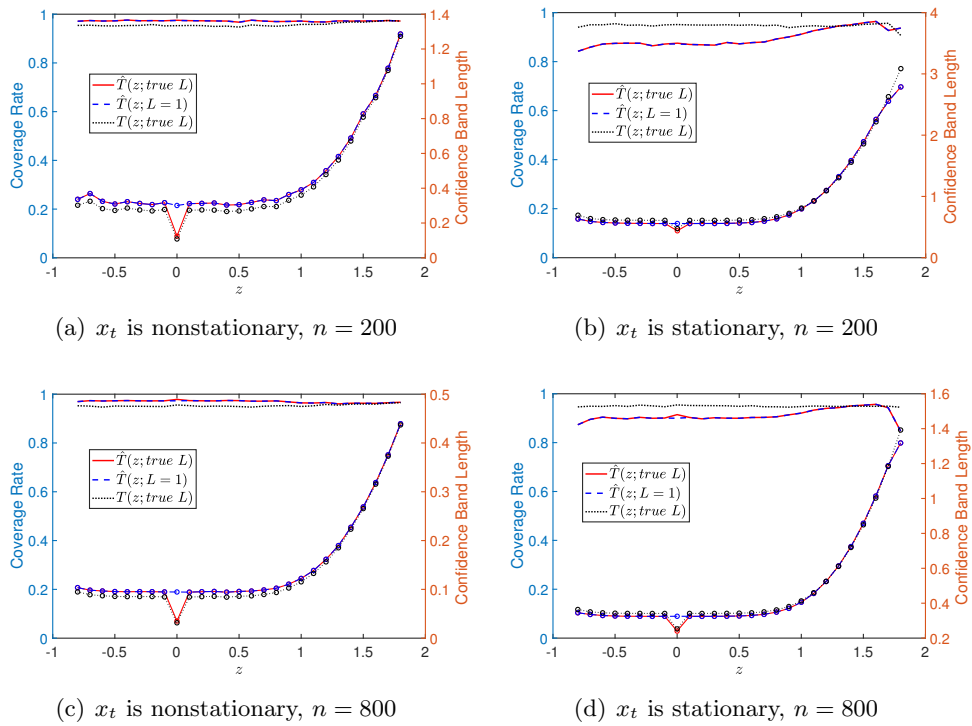 1
0.8
0.6
0.4
0.2
0
Coverage Rate
1.4
1.2
1
0.8
0.6
0.4
0.2
0
Confidence Band Length
-1 -0.5 0 0.5 1 1.5 2
z
T̂(z; true L)
T̂(z; L = 1)
T(z; true L)
(a) xₜ is nonstationary, n = 200
1
0.8
0.6
0.4
0.2
0
Coverage Rate
4
3
2
1
0
Confidence Band Length
-1 -0.5 0 0.5 1 1.5 2
z
T̂(z; true L)
T̂(z; L = 1)
T(z; true L)
(b) xₜ is stationary, n = 200
1
0.8
0.6
0.4
0.2
0
Coverage Rate
0.5
0.4
0.3
0.2
0.1
0
Confidence Band Length
-1 -0.5 0 0.5 1 1.5 2
z
T̂(z; true L)
T̂(z; L = 1)
T(z; true L)
(c) xₜ is nonstationary, n = 800
1
0.8
0.6
0.4
0.2
0
Coverage Rate
1.6
1.4
1.2
1
0.8
0.6
0.4
0.2
Confidence Band Length
-1 -0.5 0 0.5 1 1.5 2
z
T̂(z; true L)
T̂(z; L = 1)
T(z; true L)
(d) xₜ is stationary, n = 800